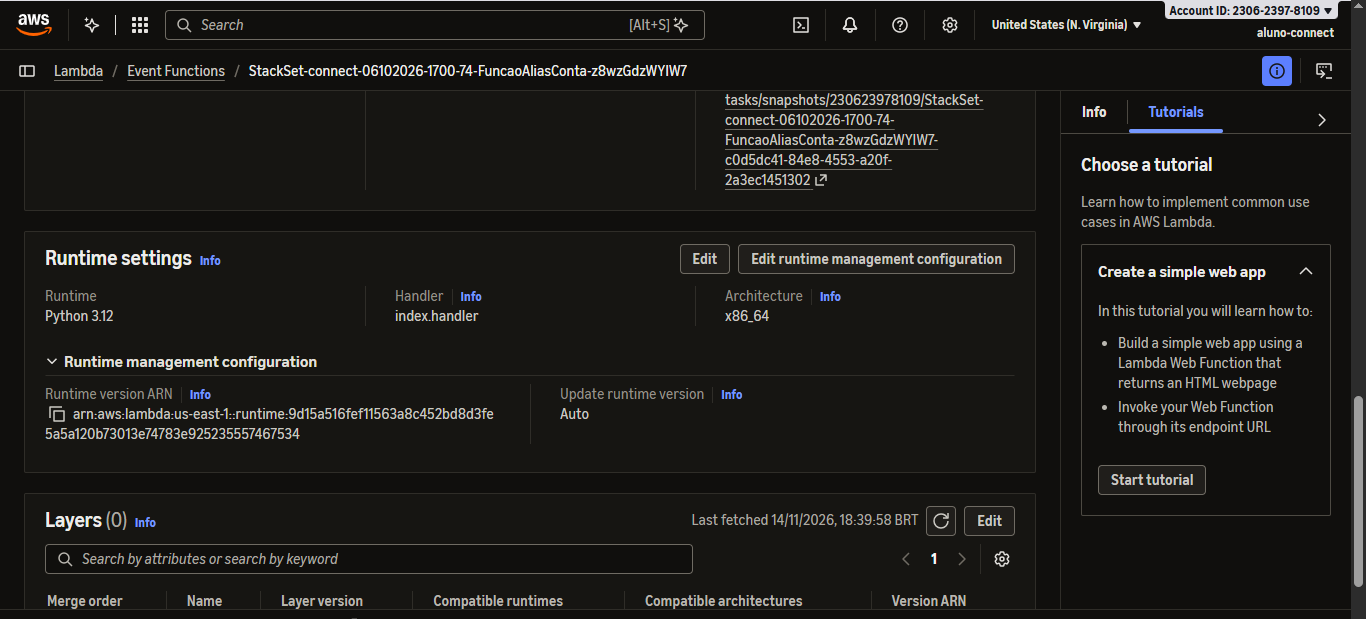 aws
Search
[Alt+S]
United States (N. Virginia)
Account ID: 2306-2397-8109
aluno-connect
Lambda / Event Functions / StackSet-connect-06102026-1700-74-FuncaoAliasConta-z8wzGdzWYIW7
tasks/snapshots/230623978109/StackSet-
connect-06102026-1700-74-
FuncaoAliasConta-z8wzGdzWYIW7-
c0d5dc41-84e8-4553-a20f-
2a3ec1451302
Runtime settings Info
Edit
Edit runtime management configuration
Runtime
Python 3.12
Handler Info
index.handler
Architecture Info
x86_64
Runtime management configuration
Runtime version ARN Info
arn:aws:lambda:us-east-1::runtime:9d15a516fef11563a8c452bd8d3fe
5a5a120b73013e74783e925235557467534
Update runtime version Info
Auto
Layers (0) Info
Last fetched 14/11/2026, 18:39:58 BRT
Edit
Search by attributes or search by keyword
1
Merge order Name Layer version Compatible runtimes Compatible architectures Version ARN
Info
Tutorials
Choose a tutorial
Learn how to implement common use
cases in AWS Lambda.
Create a simple web app
In this tutorial you will learn how to:
• Build a simple web app using a
Lambda Web Function that
returns an HTML webpage
• Invoke your Web Function
through its endpoint URL
Start tutorial